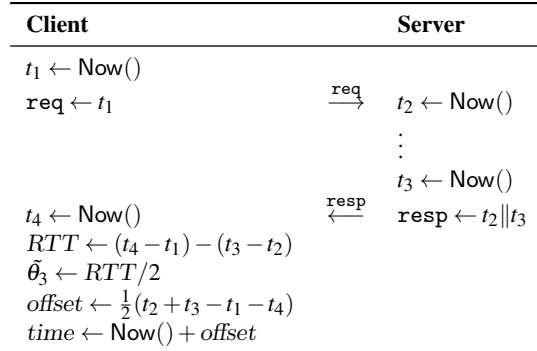 Client Server
t₁ ← Now()
req ← t₁ req ⟶ t₂ ← Now()
⋮
t₃ ← Now()
t₄ ← Now() resp ⟵ resp ← t₂‖t₃
RTT ← (t₄ − t₁) − (t₃ − t₂)
θ̃₃ ← RTT/2
offset ← ½(t₂ + t₃ − t₁ − t₄)
time ← Now() + offset